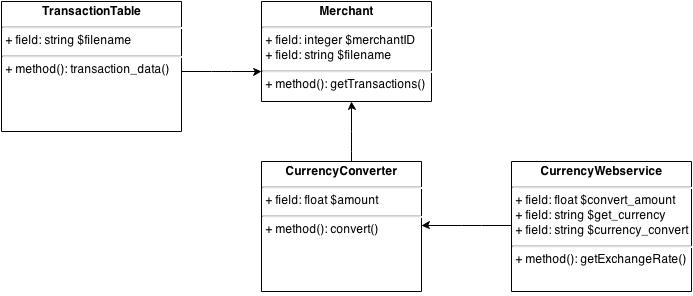 TransactionTable
+ field: string $filename
+ method(): transaction_data()
Merchant
+ field: integer $merchantID
+ field: string $filename
+ method(): getTransactions()
CurrencyConverter
+ field: float $amount
+ method(): convert()
CurrencyWebservice
+ field: float $convert_amount
+ field: string $get_currency
+ field: string $currency_convert
+ method(): getExchangeRate()